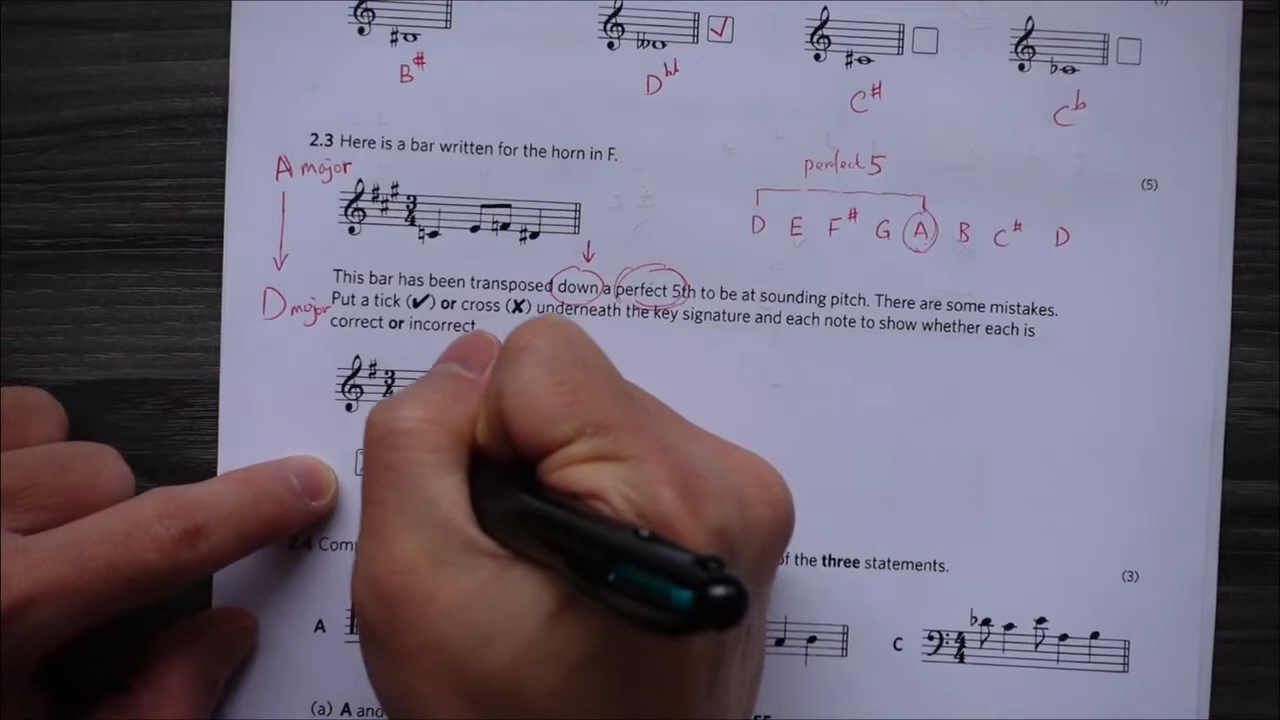 B#
D♭♭
C#
C♭
2.3 Here is a bar written for the horn in F.
A major
perfect 5
(5)
D E F# G A B C# D
This bar has been transposed down a perfect 5th to be at sounding pitch. There are some mistakes.
D major
Put a tick (✔) or cross (✘) underneath the key signature and each note to show whether each is
correct or incorrect
of the three statements.
(3)
A
C
(a) A and